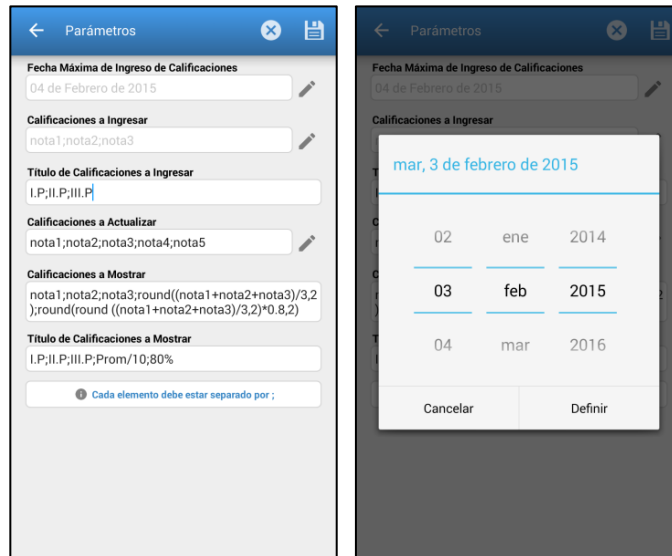 Parámetros
Fecha Máxima de Ingreso de Calificaciones
04 de Febrero de 2015
Calificaciones a Ingresar
nota1;nota2;nota3
Título de Calificaciones a Ingresar
I.P;II.P;III.P
Calificaciones a Actualizar
nota1;nota2;nota3;nota4;nota5
Calificaciones a Mostrar
nota1;nota2;nota3;round((nota1+nota2+nota3)/3,2
);round(round ((nota1+nota2+nota3)/3,2)*0.8,2)
Título de Calificaciones a Mostrar
I.P;II.P;III.P;Prom/10;80%
Cada elemento debe estar separado por ;
Parámetros
Fecha Máxima de Ingreso de Calificaciones
04 de Febrero de 2015
Calificaciones a Ingresar
mar, 3 de febrero de 2015
02 ene 2014
03 feb 2015
04 mar 2016
Cancelar Definir